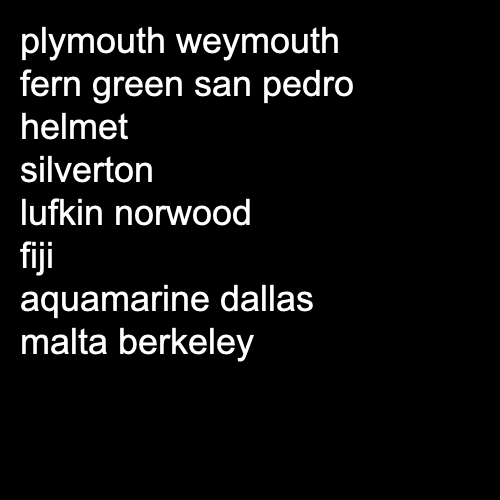 plymouth weymouth
fern green san pedro
helmet
silverton
lufkin norwood
fiji
aquamarine dallas
malta berkeley